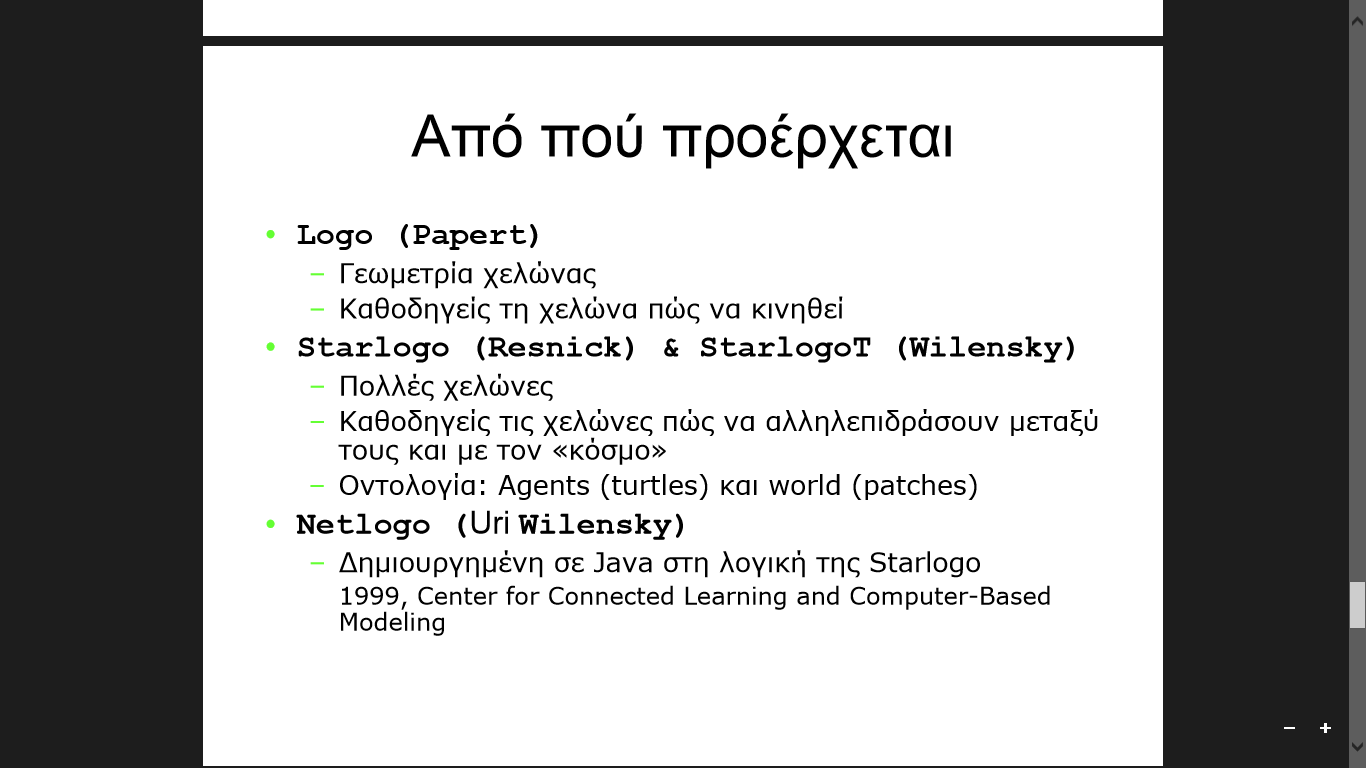 Από πού προέρχεται
• Logo (Papert)
– Γεωμετρία χελώνας
– Καθοδηγείς τη χελώνα πώς να κινηθεί
• Starlogo (Resnick) & StarlogoT (Wilensky)
– Πολλές χελώνες
– Καθοδηγείς τις χελώνες πώς να αλληλεπιδράσουν μεταξύ
τους και με τον «κόσμο»
– Οντολογία: Agents (turtles) και world (patches)
• Netlogo (Uri Wilensky)
– Δημιουργημένη σε Java στη λογική της Starlogo
1999, Center for Connected Learning and Computer-Based
Modeling